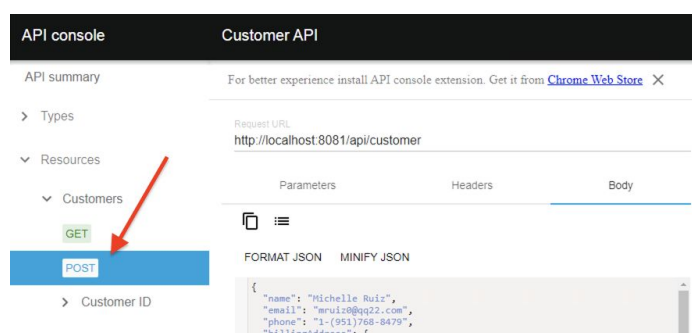 API console
Customer API
API summary
For better experience install API console extension. Get it from Chrome Web Store
Types
Request URL
http://localhost:8081/api/customer
Resources
Parameters Headers Body
Customers
GET
FORMAT JSON MINIFY JSON
POST
{
"name": "Michelle Ruiz",
"email": "mruiz0@qq22.com",
"phone": "1-(951)768-8479",
Customer ID